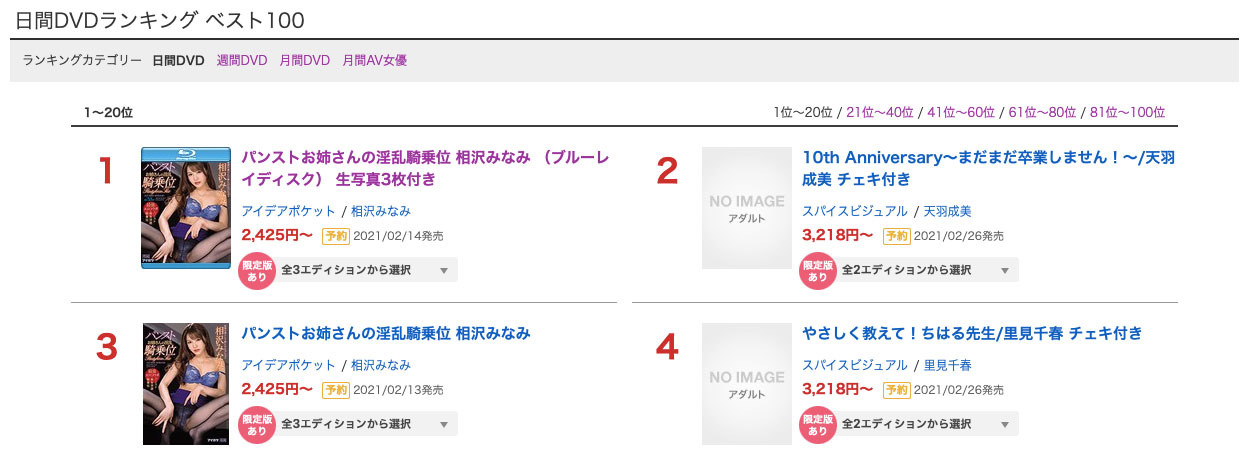 日間DVDランキング ベスト100
ランキングカテゴリー 日間DVD 週間DVD 月間DVD 月間AV女優
1〜20位
1位〜20位 / 21位〜40位 / 41位〜60位 / 61位〜80位 / 81位〜100位
1
パンスト
お姉さんの淫乱
騎乗位
相沢みなみ
パンストお姉さんの淫乱騎乗位 相沢みなみ （ブルーレ
イディスク） 生写真3枚付き
アイデアポケット / 相沢みなみ
2,425円〜 予約 2021/02/14発売
限定版
あり
全3エディションから選択
2
NO IMAGE
アダルト
10th Anniversary〜まだまだ卒業しません！〜/天羽
成美 チェキ付き
スパイスビジュアル / 天羽成美
3,218円〜 予約 2021/02/26発売
限定版
あり
全2エディションから選択
3
パンスト
お姉さんの淫乱
騎乗位
相沢みなみ
パンストお姉さんの淫乱騎乗位 相沢みなみ
アイデアポケット / 相沢みなみ
2,425円〜 予約 2021/02/13発売
限定版
あり
全3エディションから選択
4
NO IMAGE
アダルト
やさしく教えて！ちはる先生/里見千春 チェキ付き
スパイスビジュアル / 里見千春
3,218円〜 予約 2021/02/26発売
限定版
あり
全2エディションから選択